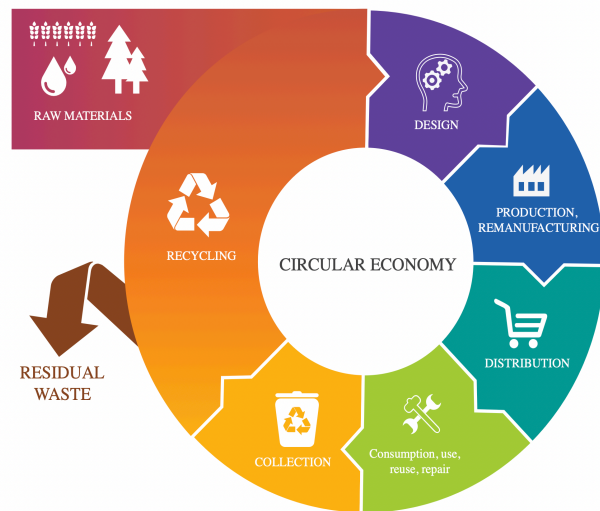 RAW MATERIALS
DESIGN
PRODUCTION,
REMANUFACTURING
RECYCLING
CIRCULAR ECONOMY
DISTRIBUTION
RESIDUAL
WASTE
Consumption, use,
reuse, repair
COLLECTION